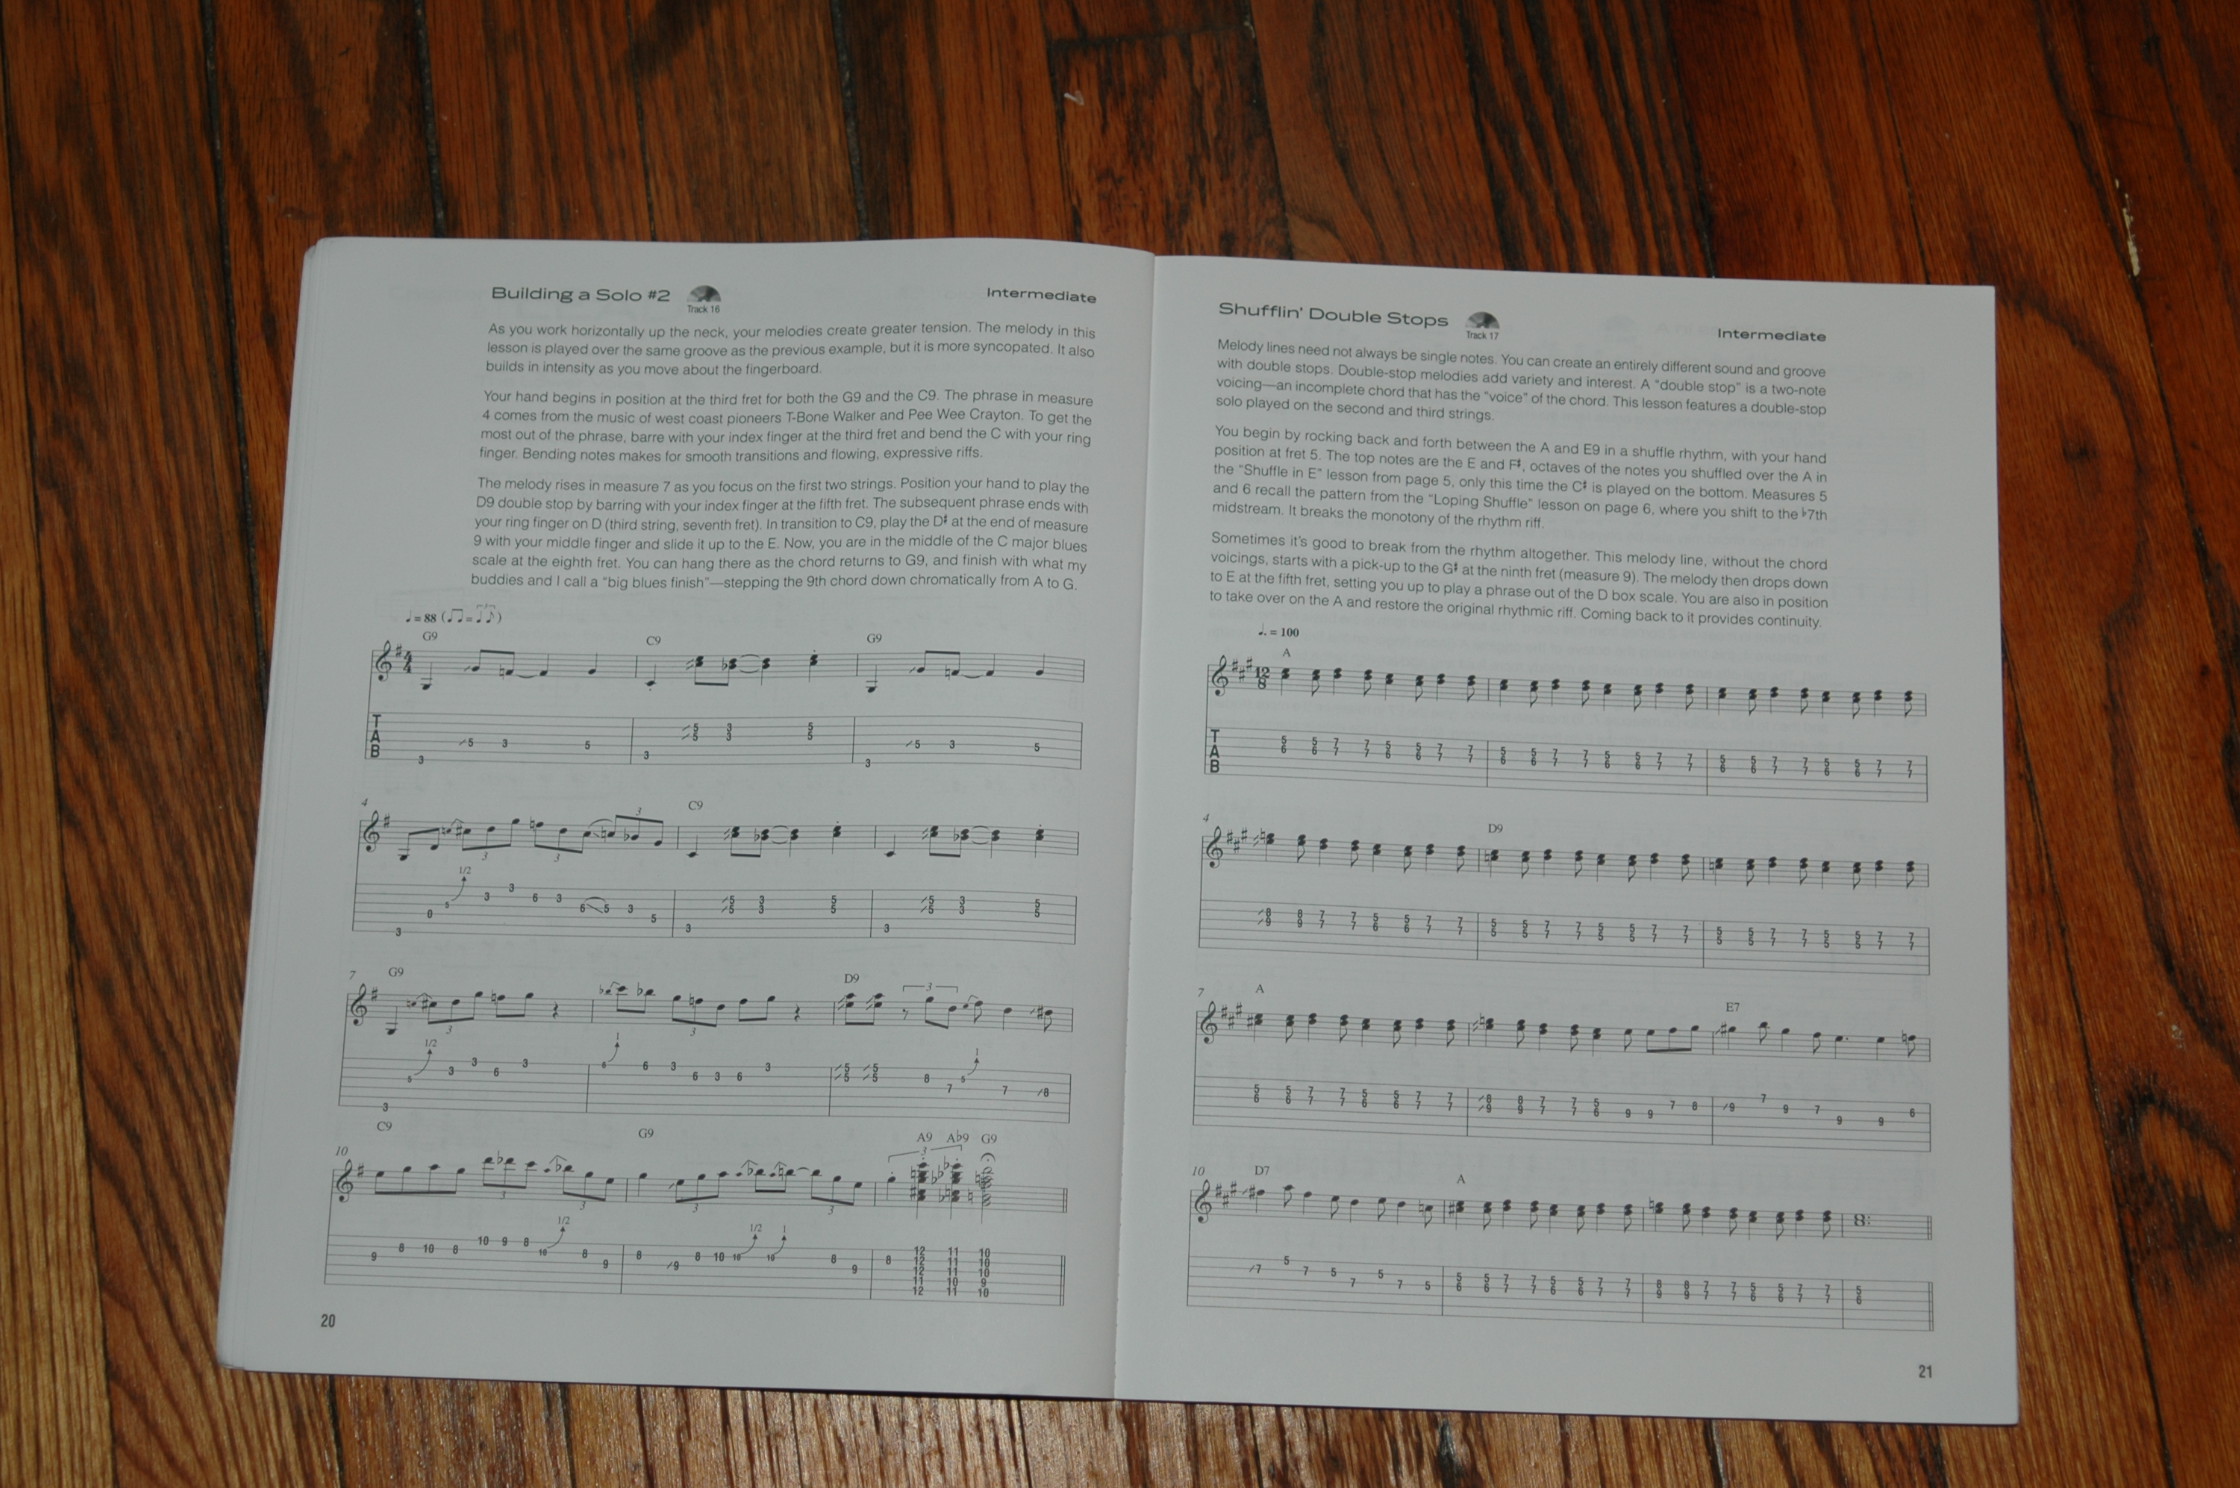 Building a Solo #2
Track 16
Intermediate
As you work horizontally up the neck, your melodies create greater tension. The melody in this
lesson is played over the same groove as the previous example, but it is more syncopated. It also
builds in intensity as you move about the fingerboard.
Your hand begins in position at the third fret for both the G9 and the C9. The phrase in measure
4 comes from the music of west coast pioneers T-Bone Walker and Pee Wee Crayton. To get the
most out of the phrase, barre with your index finger at the third fret and bend the C with your ring
finger. Bending notes makes for smooth transitions and flowing, expressive riffs.
The melody rises in measure 7 as you focus on the first two strings. Position your hand to play the
D9 double stop by barring with your index finger at the fifth fret. The subsequent phrase ends with
your ring finger on D (third string, seventh fret). In transition to C9, play the D♯ at the end of measure
9 with your middle finger and slide it up to the E. Now, you are in the middle of the C major blues
scale at the eighth fret. You can hang there as the chord returns to G9, and finish with what my
buddies and I call a “big blues finish”—stepping the 9th chord down chromatically from A to G.
♩ = 88
G9 C9 G9
TAB
4 C9
7 G9 D9
10 C9 G9 A9 A♭9 G9
20
Shufflin’ Double Stops
Track 17
Intermediate
Melody lines need not always be single notes. You can create an entirely different sound and groove
with double stops. Double-stop melodies add variety and interest. A “double stop” is a two-note
voicing—an incomplete chord that has the “voice” of the chord. This lesson features a double-stop
solo played on the second and third strings.
You begin by rocking back and forth between the A and E9 in a shuffle rhythm, with your hand
position at fret 5. The top notes are the E and F♯, octaves of the notes you shuffled over the A in
the “Shuffle in E” lesson from page 5, only this time the C♯ is played on the bottom. Measures 5
and 6 recall the pattern from the “Loping Shuffle” lesson on page 6, where you shift to the ♭7th
midstream. It breaks the monotony of the rhythm riff.
Sometimes it’s good to break from the rhythm altogether. This melody line, without the chord
voicings, starts with a pick-up to the G♯ at the ninth fret (measure 9). The melody then drops down
to E at the fifth fret, setting you up to play a phrase out of the D box scale. You are also in position
to take over on the A and restore the original rhythmic riff. Coming back to it provides continuity.
♩. = 100
A
TAB
4 D9
7 A E7
10 D7 A
21